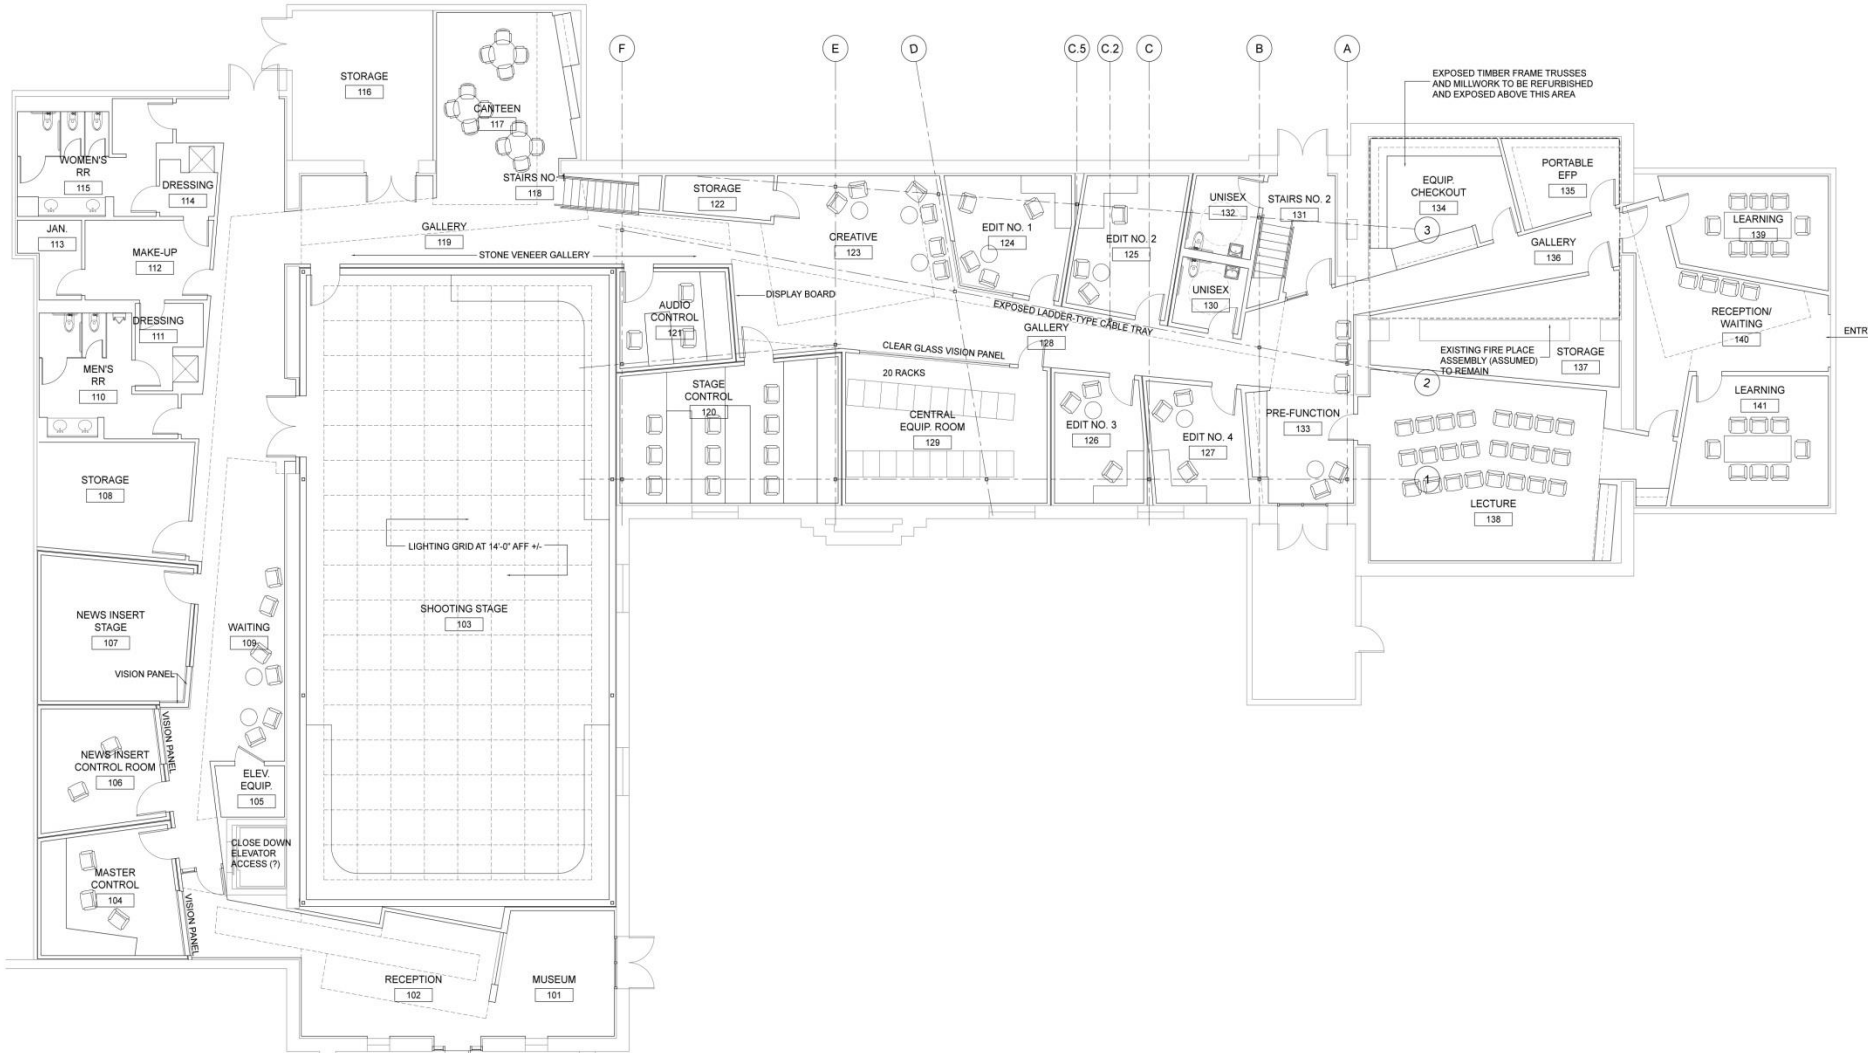 F
E
D
C.5
C.2
C
B
A
EXPOSED TIMBER FRAME TRUSSES
AND MILLWORK TO BE REFURBISHED
AND EXPOSED ABOVE THIS AREA
STORAGE
116
CANTEEN
117
WOMEN'S
RR
115
DRESSING
114
STAIRS NO. 1
118
STORAGE
122
UNISEX
132
STAIRS NO. 2
131
EQUIP.
CHECKOUT
134
PORTABLE
EFP
135
LEARNING
139
JAN.
113
MAKE-UP
112
GALLERY
119
STONE VENEER GALLERY
CREATIVE
123
EDIT NO. 1
124
EDIT NO. 2
125
3
GALLERY
136
UNISEX
130
DISPLAY BOARD
AUDIO
CONTROL
121
EXPOSED LADDER-TYPE CABLE TRAY
GALLERY
128
RECEPTION/
WAITING
140
ENTR
DRESSING
111
MEN'S
RR
110
CLEAR GLASS VISION PANEL
EXISTING FIRE PLACE
ASSEMBLY (ASSUMED)
TO REMAIN
STORAGE
137
20 RACKS
2
STAGE
CONTROL
120
CENTRAL
EQUIP. ROOM
129
EDIT NO. 3
126
EDIT NO. 4
127
PRE-FUNCTION
133
LEARNING
141
STORAGE
108
1
LECTURE
138
LIGHTING GRID AT 14'-0" AFF +/-
SHOOTING STAGE
103
NEWS INSERT
STAGE
107
WAITING
109
VISION PANEL
VISION PANEL
NEWS INSERT
CONTROL ROOM
106
ELEV.
EQUIP.
105
CLOSE DOWN
ELEVATOR
ACCESS (?)
MASTER
CONTROL
104
VISION PANEL
RECEPTION
102
MUSEUM
101